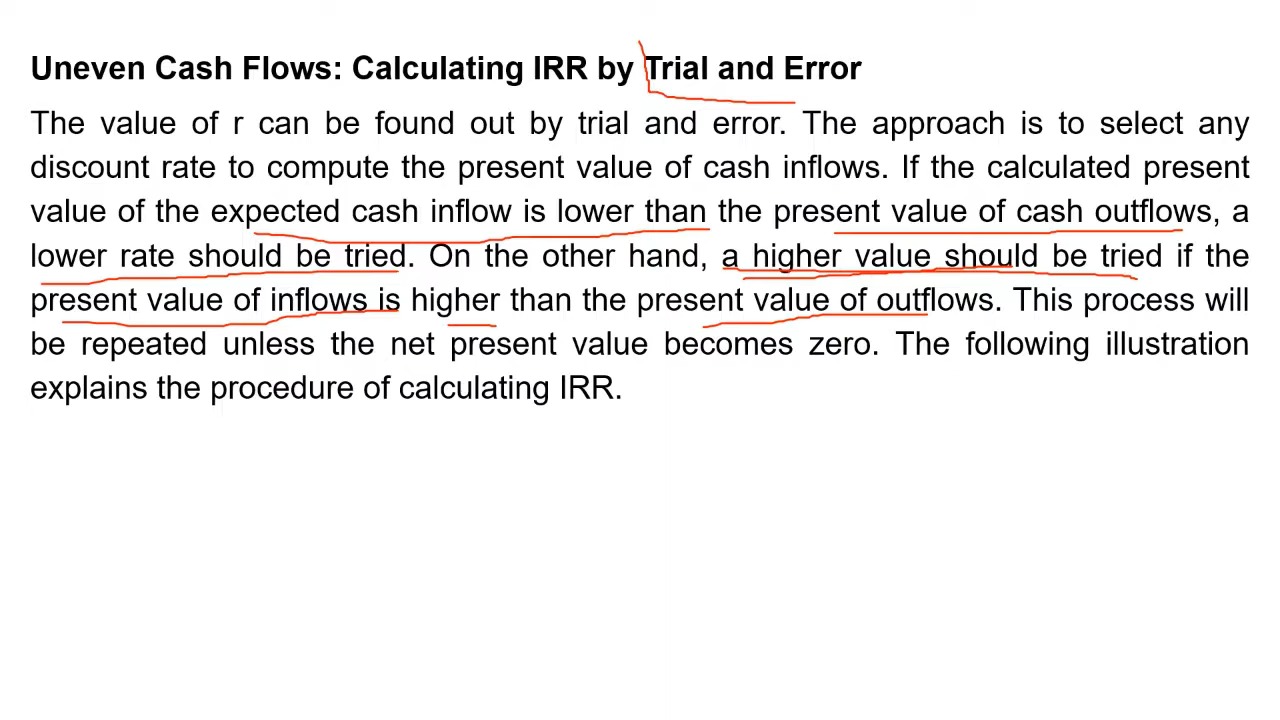 Uneven Cash Flows: Calculating IRR by Trial and Error
The value of r can be found out by trial and error. The approach is to select any
discount rate to compute the present value of cash inflows. If the calculated present
value of the expected cash inflow is lower than the present value of cash outflows, a
lower rate should be tried. On the other hand, a higher value should be tried if the
present value of inflows is higher than the present value of outflows. This process will
be repeated unless the net present value becomes zero. The following illustration
explains the procedure of calculating IRR.